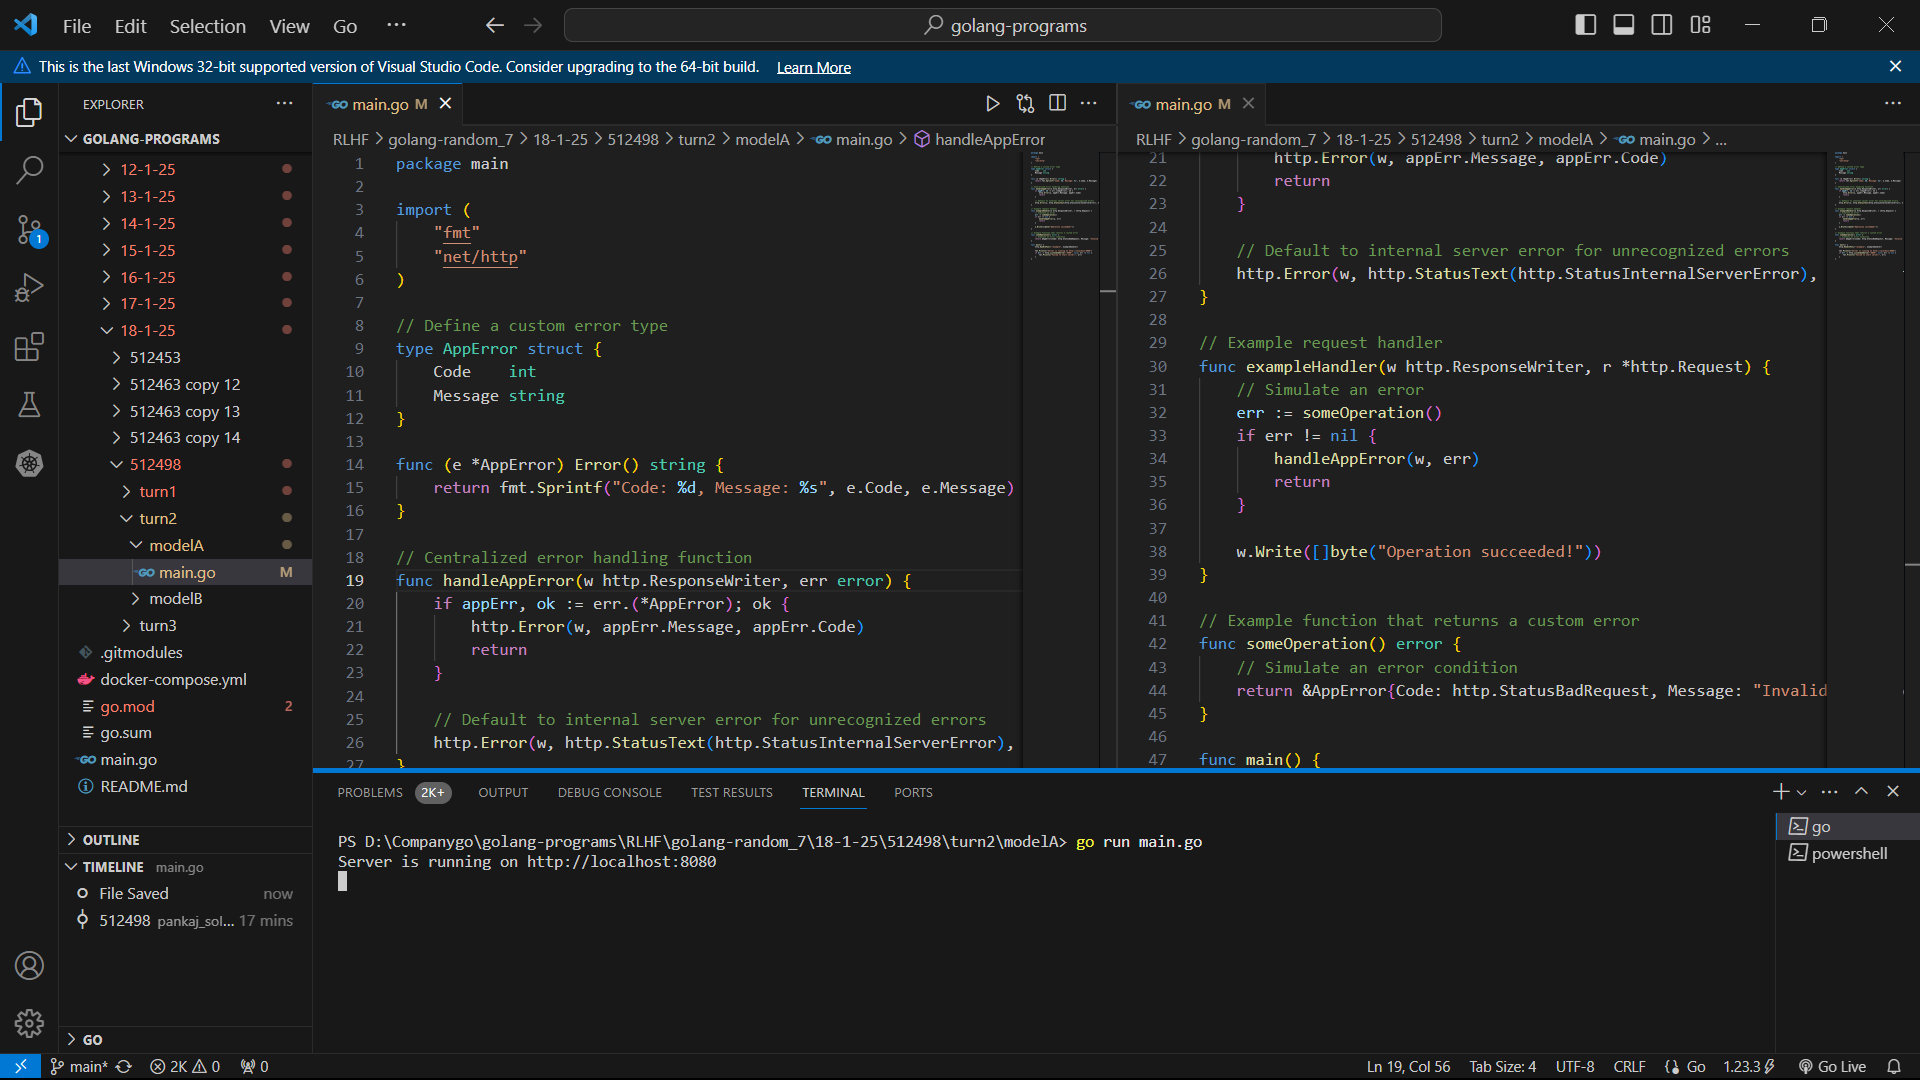 File Edit Selection View Go ··· golang-programs
This is the last Windows 32-bit supported version of Visual Studio Code. Consider upgrading to the 64-bit build. Learn More
EXPLORER
GOLANG-PROGRAMS
12-1-25
13-1-25
14-1-25
15-1-25
16-1-25
17-1-25
18-1-25
512453
512463 copy 12
512463 copy 13
512463 copy 14
512498
turn1
turn2
modelA
main.go M
modelB
turn3
.gitmodules
docker-compose.yml
go.mod 2
go.sum
main.go
README.md
OUTLINE
TIMELINE main.go
File Saved now
512498 pankaj_sol... 17 mins
GO
1
main.go M
RLHF > golang-random_7 > 18-1-25 > 512498 > turn2 > modelA > main.go > handleAppError
1 package main
2
3 import (
4 "fmt"
5 "net/http"
6 )
7
8 // Define a custom error type
9 type AppError struct {
10 Code    int
11 Message string
12 }
13
14 func (e *AppError) Error() string {
15 return fmt.Sprintf("Code: %d, Message: %s", e.Code, e.Message)
16 }
17
18 // Centralized error handling function
19 func handleAppError(w http.ResponseWriter, err error) {
20 if appErr, ok := err.(*AppError); ok {
21 http.Error(w, appErr.Message, appErr.Code)
22 return
23 }
24
25 // Default to internal server error for unrecognized errors
26 http.Error(w, http.StatusText(http.StatusInternalServerError),
27 }
main.go M
RLHF > golang-random_7 > 18-1-25 > 512498 > turn2 > modelA > main.go > ...
21 http.Error(w, appErr.Message, appErr.Code)
22 return
23 }
24
25 // Default to internal server error for unrecognized errors
26 http.Error(w, http.StatusText(http.StatusInternalServerError),
27 }
28
29 // Example request handler
30 func exampleHandler(w http.ResponseWriter, r *http.Request) {
31 // Simulate an error
32 err := someOperation()
33 if err != nil {
34 handleAppError(w, err)
35 return
36 }
37
38 w.Write([]byte("Operation succeeded!"))
39 }
40
41 // Example function that returns a custom error
42 func someOperation() error {
43 // Simulate an error condition
44 return &AppError{Code: http.StatusBadRequest, Message: "Invalid
45 }
46
47 func main() {
PROBLEMS 2K+ OUTPUT DEBUG CONSOLE TEST RESULTS TERMINAL PORTS
PS D:\Companygo\golang-programs\RLHF\golang-random_7\18-1-25\512498\turn2\modelA> go run main.go
Server is running on http://localhost:8080
go
powershell
main* 2K 0 0 Ln 19, Col 56 Tab Size: 4 UTF-8 CRLF Go 1.23.3 Go Live